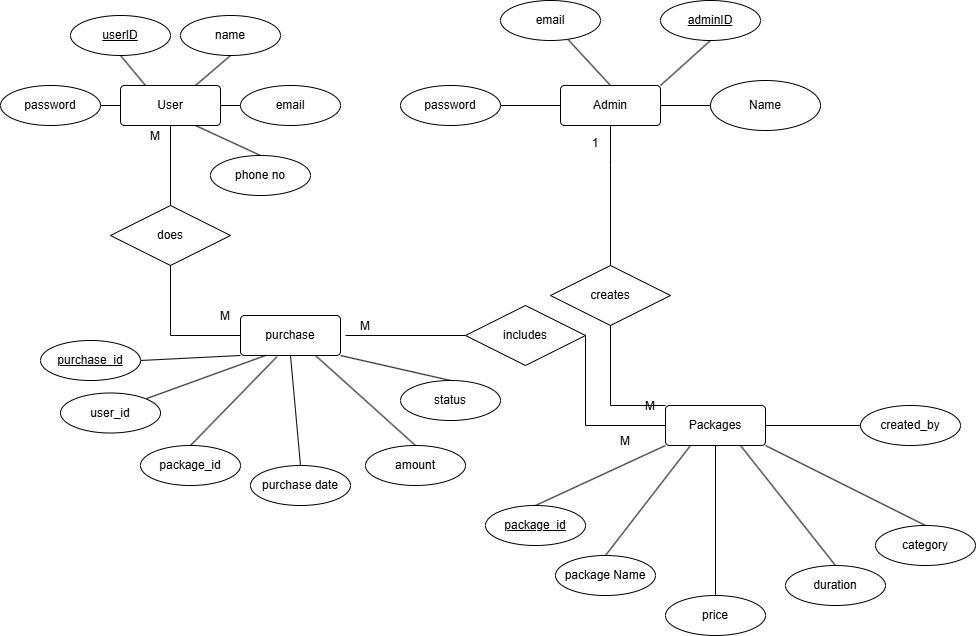 email
adminID
userID
name
password
User
email
password
Admin
Name
M
1
phone no
does
creates
M
M
purchase
includes
purchase_id
status
M
user_id
Packages
created_by
M
package_id
amount
purchase date
package_id
category
package Name
duration
price